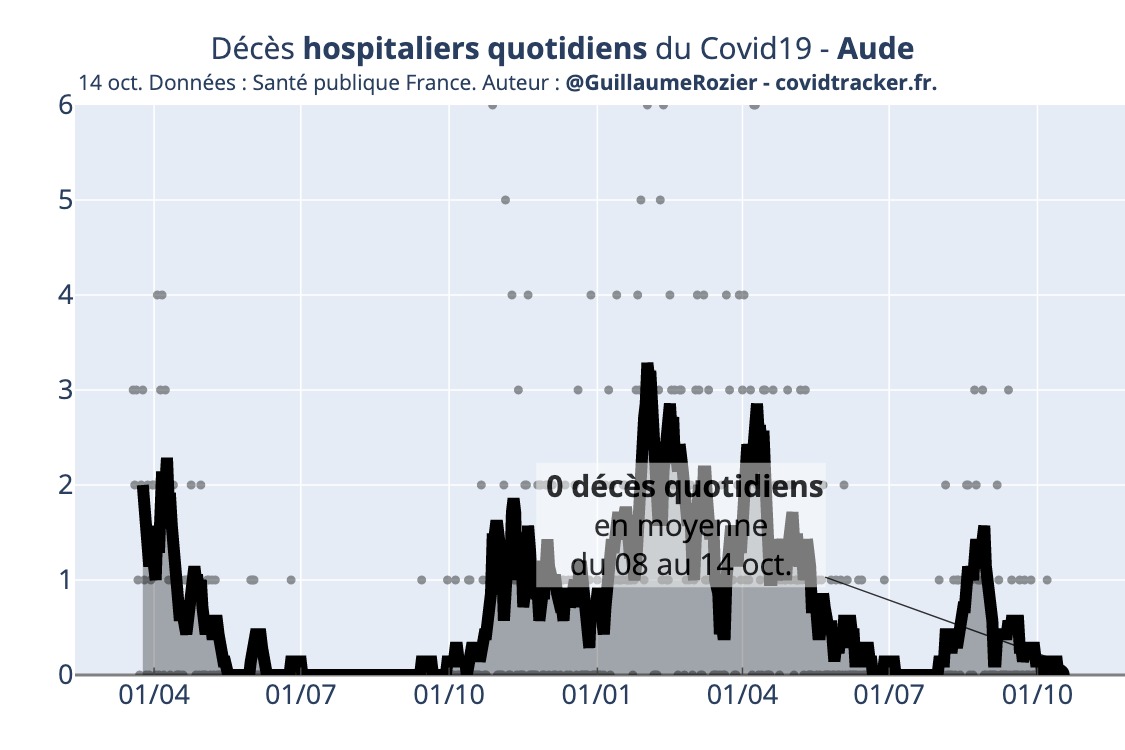 Décès hospitaliers quotidiens du Covid19 - Aude
14 oct. Données : Santé publique France. Auteur : @GuillaumeRozier - covidtracker.fr.
6
5
4
3
2
1
0
0 décès quotidiens
en moyenne
du 08 au 14 oct.
01/04 01/07 01/10 01/01 01/04 01/07 01/10